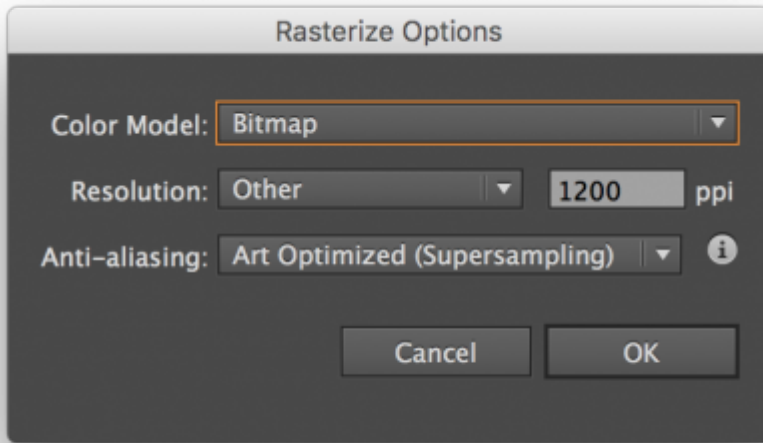 Rasterize Options
Color Model: Bitmap
Resolution: Other 1200 ppi
Anti-aliasing: Art Optimized (Supersampling)
Cancel OK